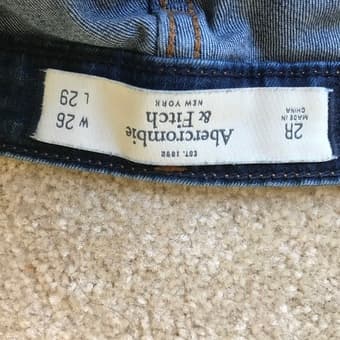 2R
MADE IN
CHINA
EST. 1892
Abercrombie
& Fitch
NEW YORK
W 26
L 29